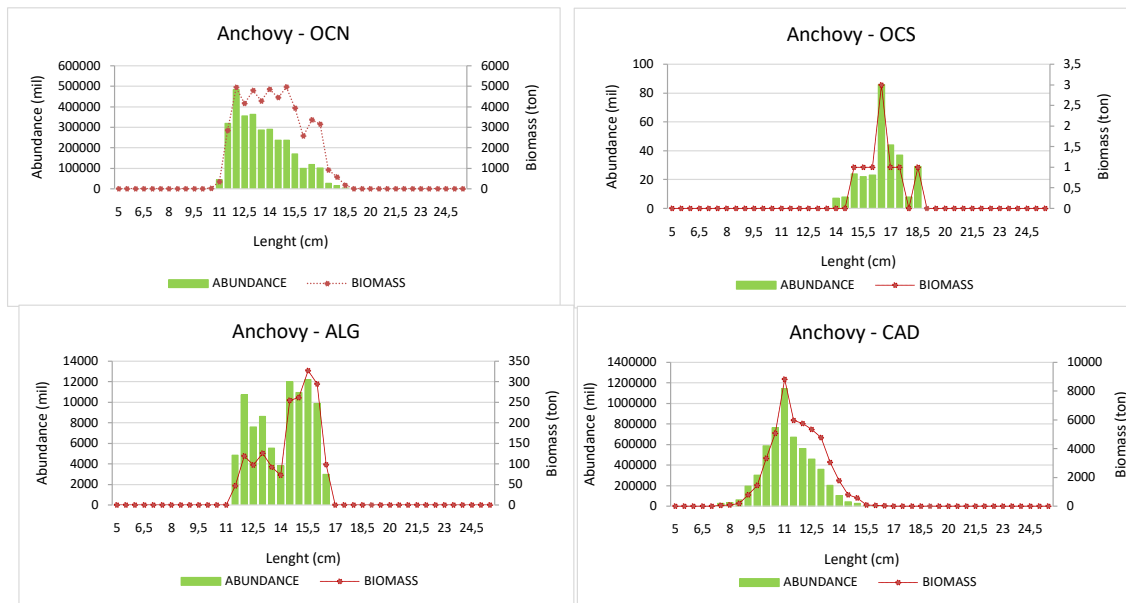 Anchovy - OCN
Abundance (mil)
600000
500000
400000
300000
200000
100000
0
6000
5000
4000
3000
2000
1000
0
Biomass (ton)
5 6,5 8 9,5 11 12,5 14 15,5 17 18,5 20 21,5 23 24,5
Lenght (cm)
ABUNDANCE BIOMASS
Anchovy - OCS
Abundance (mil)
100
80
60
40
20
0
3,5
3
2,5
2
1,5
1
0,5
0
Biomass (ton)
5 6,5 8 9,5 11 12,5 14 15,5 17 18,5 20 21,5 23 24,5
Lenght (cm)
ABUNDANCE BIOMASS
Anchovy - ALG
Abundance (mil)
14000
12000
10000
8000
6000
4000
2000
0
350
300
250
200
150
100
50
0
Biomass (ton)
5 6,5 8 9,5 11 12,5 14 15,5 17 18,5 20 21,5 23 24,5
Lenght (cm)
ABUNDANCE BIOMASS
Anchovy - CAD
Abundance (mil)
1400000
1200000
1000000
800000
600000
400000
200000
0
10000
8000
6000
4000
2000
0
Biomass (ton)
5 6,5 8 9,5 11 12,5 14 15,5 17 18,5 20 21,5 23 24,5
Lenght (cm)
ABUNDANCE BIOMASS